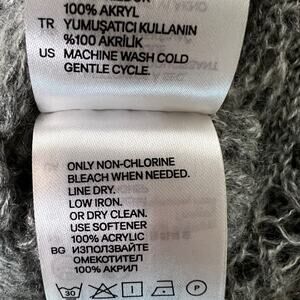 100% AKRYL
TR YUMUŞATICI KULLANIN
%100 AKRİLİK
US MACHINE WASH COLD
GENTLE CYCLE.
ONLY NON-CHLORINE
BLEACH WHEN NEEDED.
LINE DRY.
LOW IRON.
OR DRY CLEAN.
USE SOFTENER
100% ACRYLIC
BG ИЗПОЛЗВАЙТЕ
ОМЕКОТИТЕЛ
100% АКРИЛ
30
P